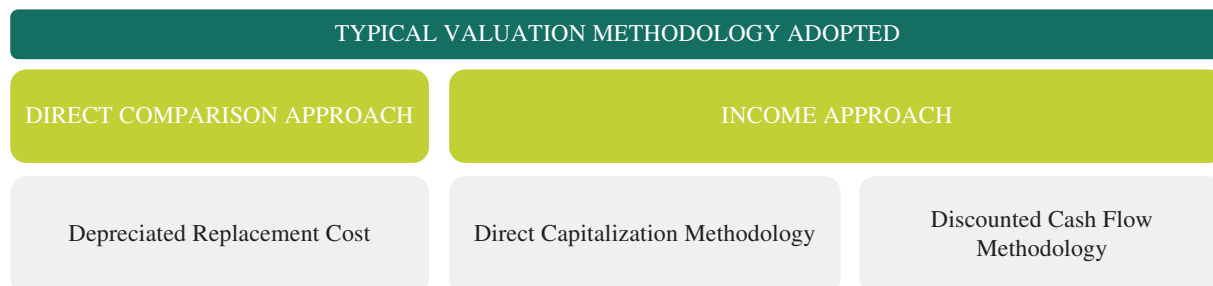 TYPICAL VALUATION METHODOLOGY ADOPTED
DIRECT COMPARISON APPROACH
INCOME APPROACH
Depreciated Replacement Cost
Direct Capitalization Methodology
Discounted Cash Flow
Methodology